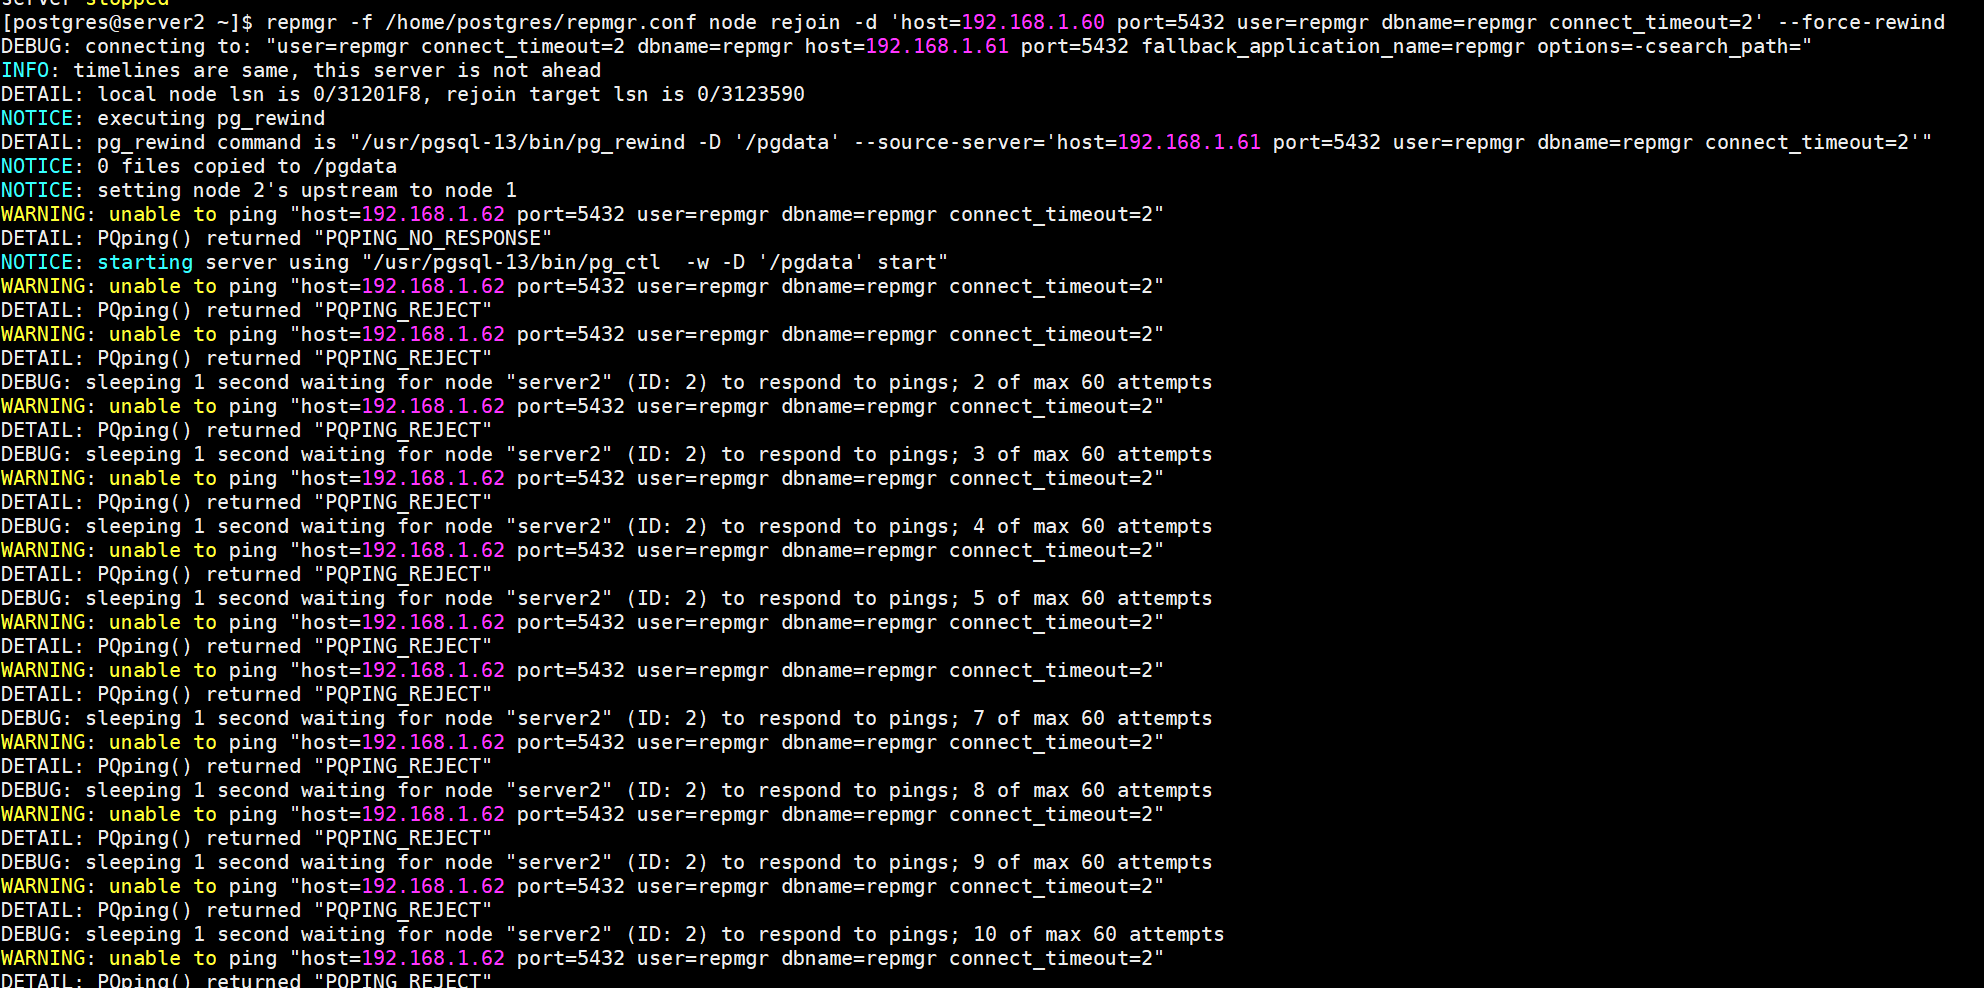 server stopped
[postgres@server2 ~]$ repmgr -f /home/postgres/repmgr.conf node rejoin -d 'host=192.168.1.60 port=5432 user=repmgr dbname=repmgr connect_timeout=2' --force-rewind
DEBUG: connecting to: "user=repmgr connect_timeout=2 dbname=repmgr host=192.168.1.61 port=5432 fallback_application_name=repmgr options=-csearch_path="
INFO: timelines are same, this server is not ahead
DETAIL: local node lsn is 0/31201F8, rejoin target lsn is 0/3123590
NOTICE: executing pg_rewind
DETAIL: pg_rewind command is "/usr/pgsql-13/bin/pg_rewind -D '/pgdata' --source-server='host=192.168.1.61 port=5432 user=repmgr dbname=repmgr connect_timeout=2'"
NOTICE: 0 files copied to /pgdata
NOTICE: setting node 2's upstream to node 1
WARNING: unable to ping "host=192.168.1.62 port=5432 user=repmgr dbname=repmgr connect_timeout=2"
DETAIL: PQping() returned "PQPING_NO_RESPONSE"
NOTICE: starting server using "/usr/pgsql-13/bin/pg_ctl  -w -D '/pgdata' start"
WARNING: unable to ping "host=192.168.1.62 port=5432 user=repmgr dbname=repmgr connect_timeout=2"
DETAIL: PQping() returned "PQPING_REJECT"
WARNING: unable to ping "host=192.168.1.62 port=5432 user=repmgr dbname=repmgr connect_timeout=2"
DETAIL: PQping() returned "PQPING_REJECT"
DEBUG: sleeping 1 second waiting for node "server2" (ID: 2) to respond to pings; 2 of max 60 attempts
WARNING: unable to ping "host=192.168.1.62 port=5432 user=repmgr dbname=repmgr connect_timeout=2"
DETAIL: PQping() returned "PQPING_REJECT"
DEBUG: sleeping 1 second waiting for node "server2" (ID: 2) to respond to pings; 3 of max 60 attempts
WARNING: unable to ping "host=192.168.1.62 port=5432 user=repmgr dbname=repmgr connect_timeout=2"
DETAIL: PQping() returned "PQPING_REJECT"
DEBUG: sleeping 1 second waiting for node "server2" (ID: 2) to respond to pings; 4 of max 60 attempts
WARNING: unable to ping "host=192.168.1.62 port=5432 user=repmgr dbname=repmgr connect_timeout=2"
DETAIL: PQping() returned "PQPING_REJECT"
DEBUG: sleeping 1 second waiting for node "server2" (ID: 2) to respond to pings; 5 of max 60 attempts
WARNING: unable to ping "host=192.168.1.62 port=5432 user=repmgr dbname=repmgr connect_timeout=2"
DETAIL: PQping() returned "PQPING_REJECT"
WARNING: unable to ping "host=192.168.1.62 port=5432 user=repmgr dbname=repmgr connect_timeout=2"
DETAIL: PQping() returned "PQPING_REJECT"
DEBUG: sleeping 1 second waiting for node "server2" (ID: 2) to respond to pings; 7 of max 60 attempts
WARNING: unable to ping "host=192.168.1.62 port=5432 user=repmgr dbname=repmgr connect_timeout=2"
DETAIL: PQping() returned "PQPING_REJECT"
DEBUG: sleeping 1 second waiting for node "server2" (ID: 2) to respond to pings; 8 of max 60 attempts
WARNING: unable to ping "host=192.168.1.62 port=5432 user=repmgr dbname=repmgr connect_timeout=2"
DETAIL: PQping() returned "PQPING_REJECT"
DEBUG: sleeping 1 second waiting for node "server2" (ID: 2) to respond to pings; 9 of max 60 attempts
WARNING: unable to ping "host=192.168.1.62 port=5432 user=repmgr dbname=repmgr connect_timeout=2"
DETAIL: PQping() returned "PQPING_REJECT"
DEBUG: sleeping 1 second waiting for node "server2" (ID: 2) to respond to pings; 10 of max 60 attempts
WARNING: unable to ping "host=192.168.1.62 port=5432 user=repmgr dbname=repmgr connect_timeout=2"
DETAIL: PQping() returned "PQPING_REJECT"